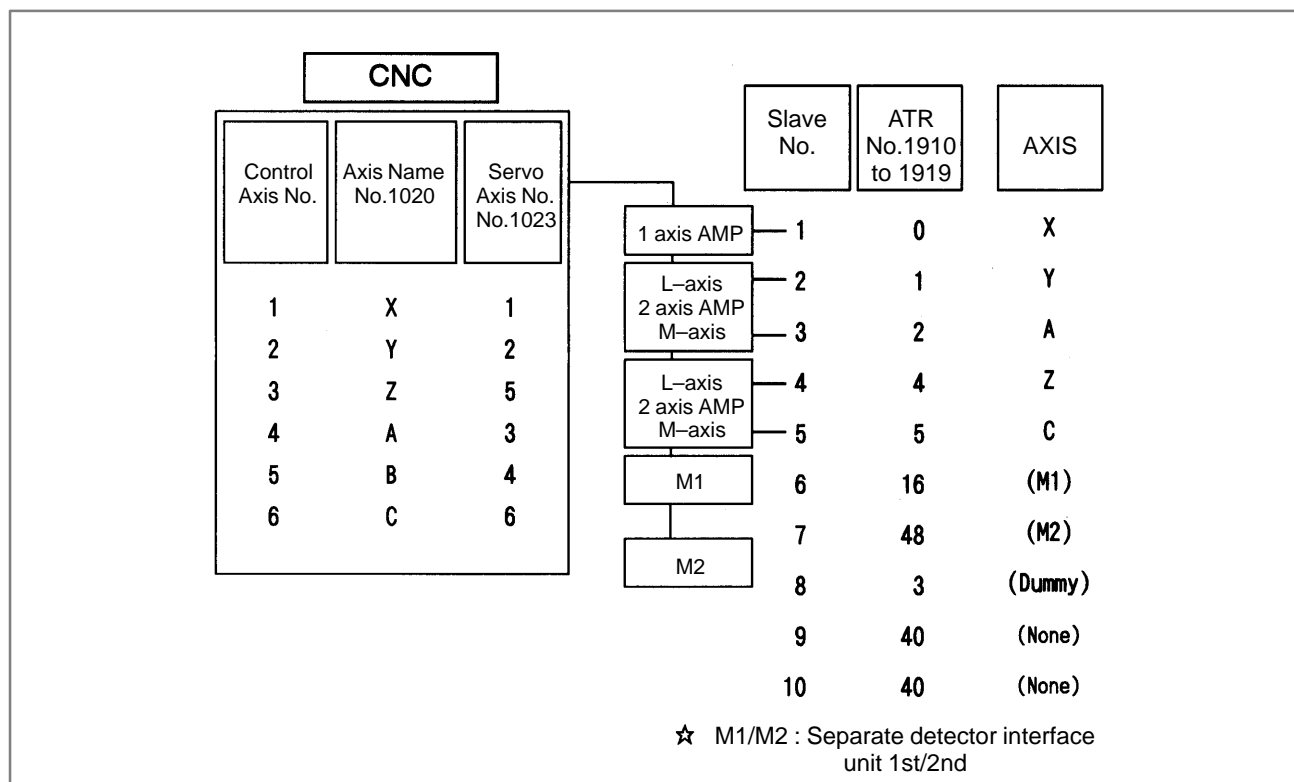 CNC
Control
Axis No.
Axis Name
No.1020
Servo
Axis No.
No.1023
1 X 1
2 Y 2
3 Z 5
4 A 3
5 B 4
6 C 6
1 axis AMP
L–axis
2 axis AMP
M–axis
L–axis
2 axis AMP
M–axis
M1
M2
Slave
No.
ATR
No.1910
to 1919
AXIS
1 0 X
2 1 Y
3 2 A
4 4 Z
5 5 C
6 16 (M1)
7 48 (M2)
8 3 (Dummy)
9 40 (None)
10 40 (None)
☆ M1/M2 : Separate detector interface
unit 1st/2nd